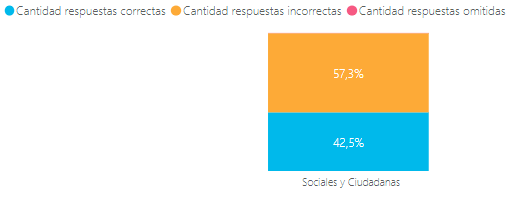 Cantidad respuestas correctas Cantidad respuestas incorrectas Cantidad respuestas omitidas
57,3%
42,5%
Sociales y Ciudadanas